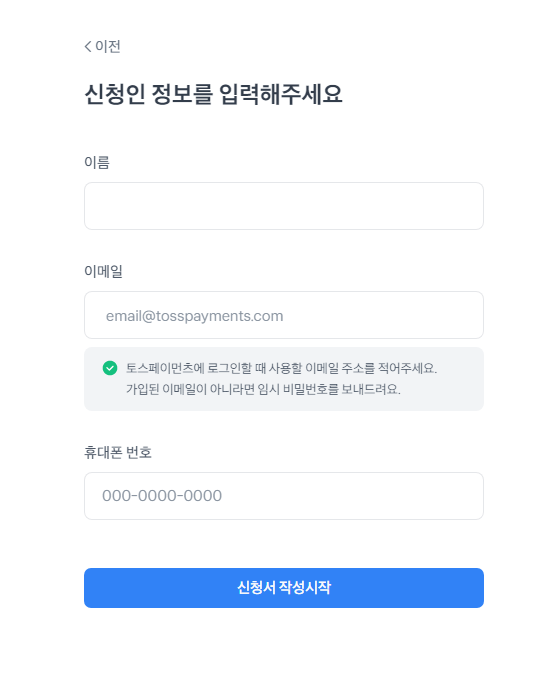 이전
신청인 정보를 입력해주세요
이름
이메일
email@tosspayments.com
토스페이먼츠에 로그인할 때 사용할 이메일 주소를 적어주세요.
가입된 이메일이 아니라면 임시 비밀번호를 보내드려요.
휴대폰 번호
000-0000-0000
신청서 작성시작